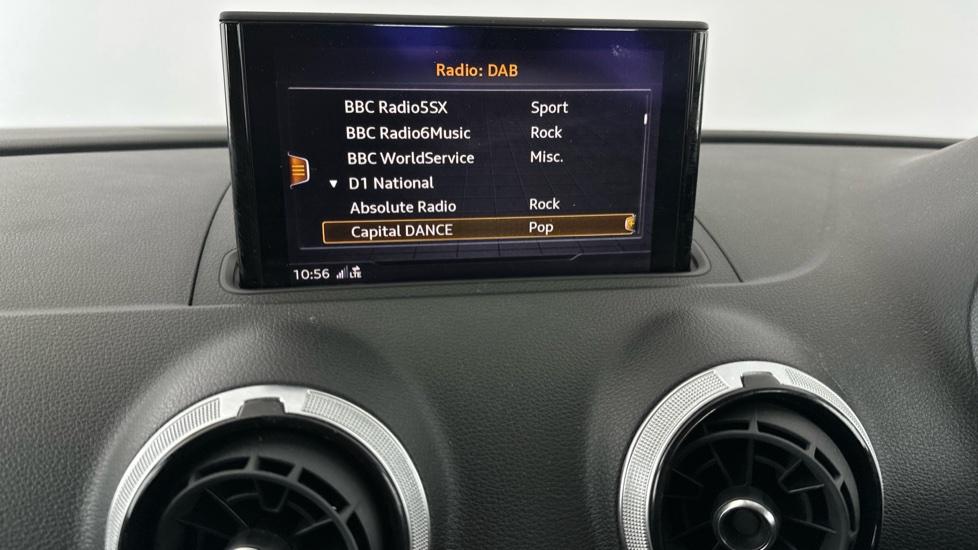 Radio: DAB
BBC Radio5SX Sport
BBC Radio6Music Rock
BBC WorldService Misc.
▼ D1 National
Absolute Radio Rock
Capital DANCE Pop
10:56 LTE